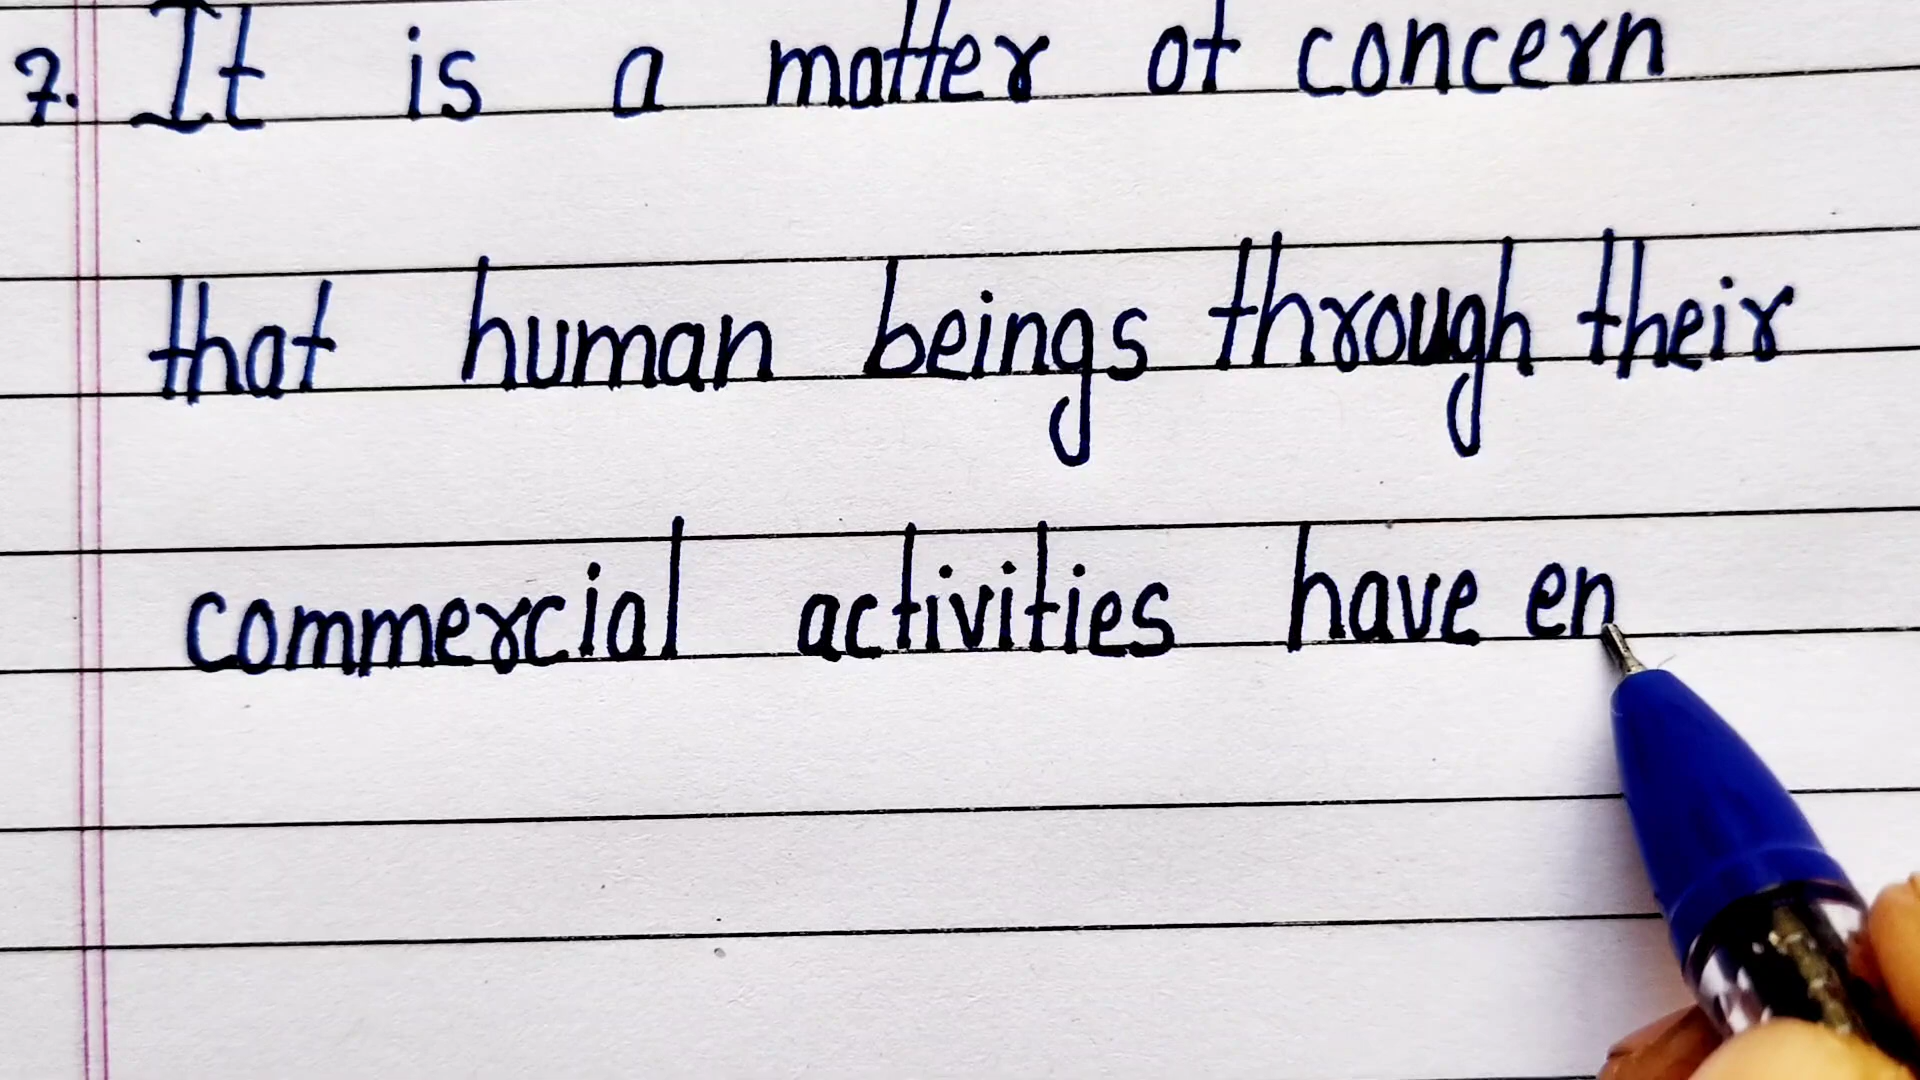 7. It is a matter of concern
that human beings through their
commercial activities have en